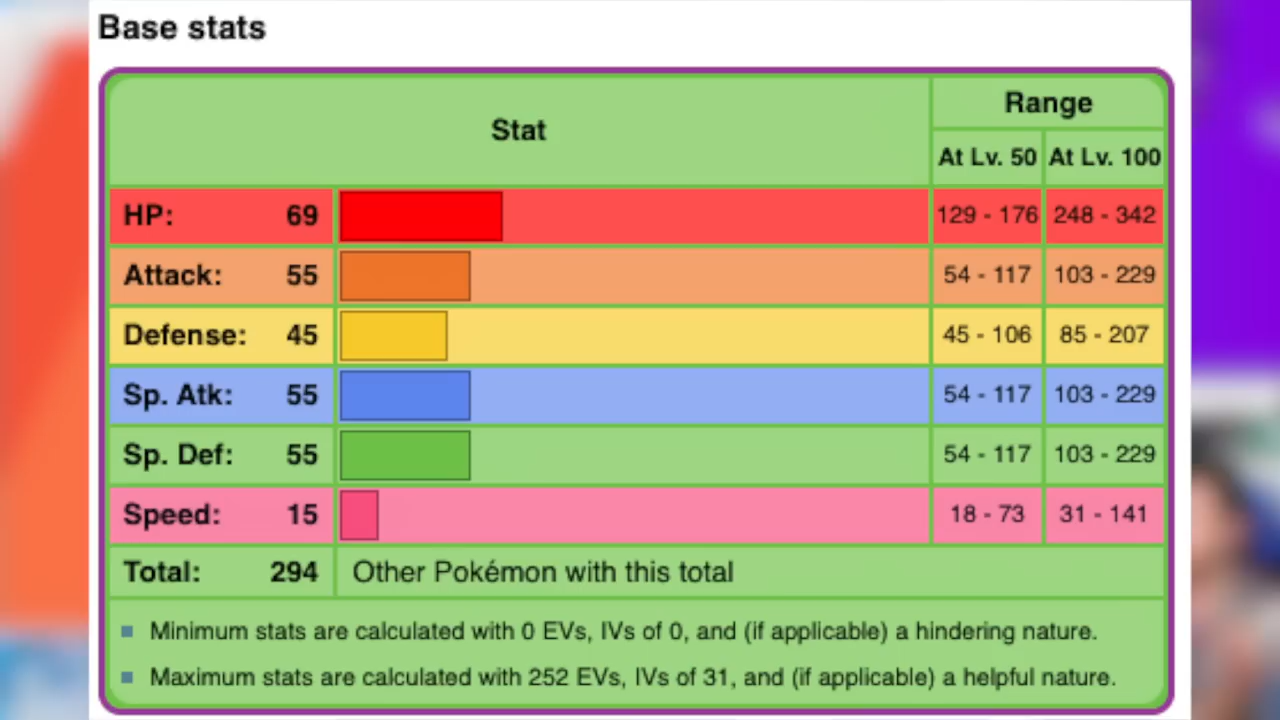 Base stats
Stat
Range
At Lv. 50 At Lv. 100
HP: 69 129 - 176 248 - 342
Attack: 55 54 - 117 103 - 229
Defense: 45 45 - 106 85 - 207
Sp. Atk: 55 54 - 117 103 - 229
Sp. Def: 55 54 - 117 103 - 229
Speed: 15 18 - 73 31 - 141
Total: 294 Other Pokémon with this total
Minimum stats are calculated with 0 EVs, IVs of 0, and (if applicable) a hindering nature.
Maximum stats are calculated with 252 EVs, IVs of 31, and (if applicable) a helpful nature.